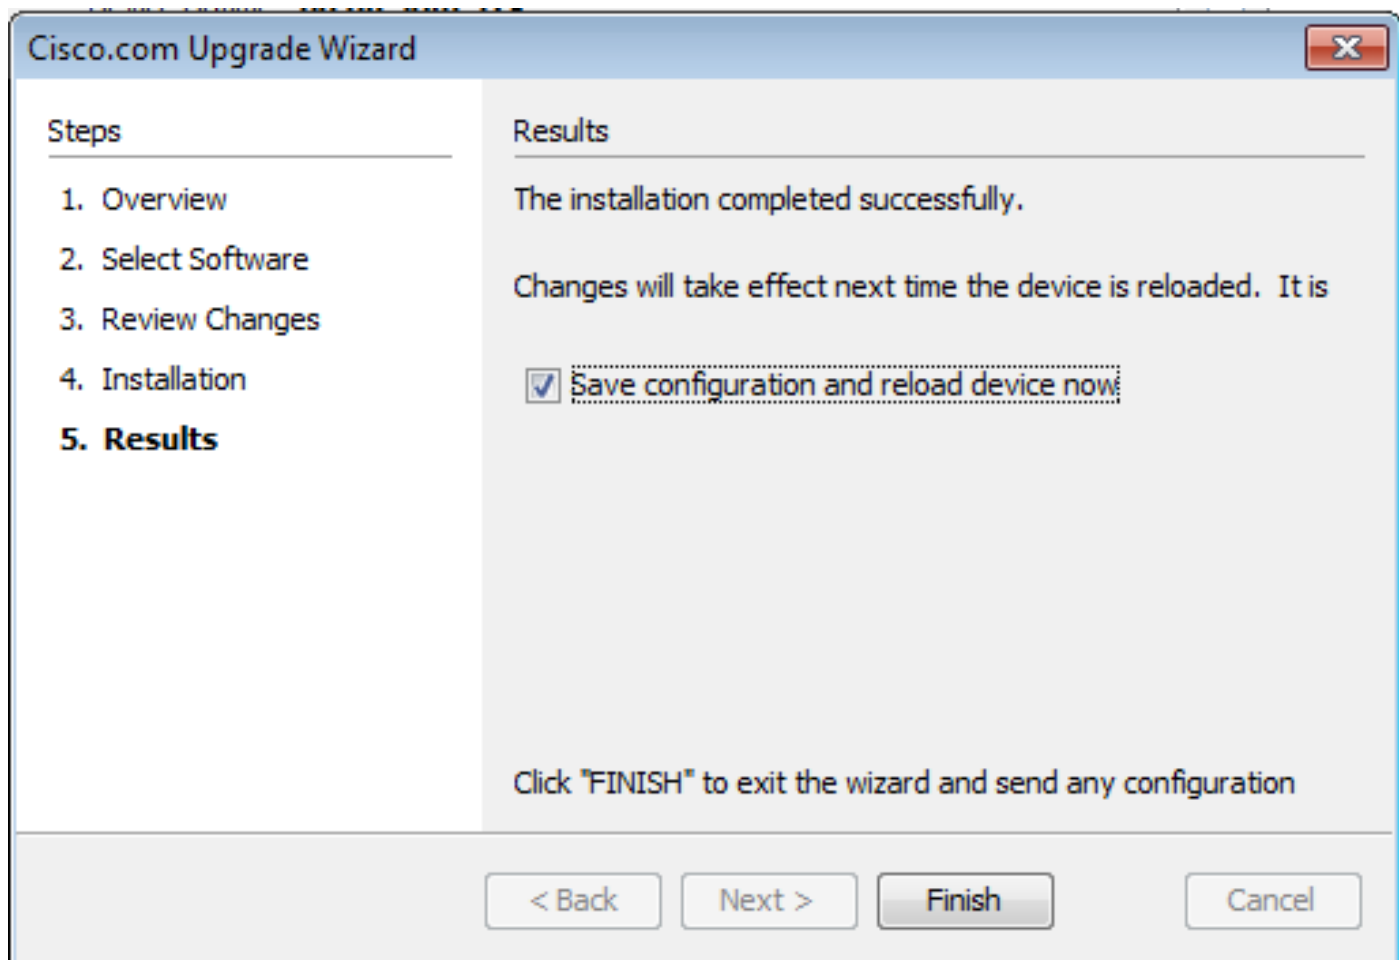 Cisco.com Upgrade Wizard
Steps
1. Overview
2. Select Software
3. Review Changes
4. Installation
5. Results
Results
The installation completed successfully.
Changes will take effect next time the device is reloaded. It is
Save configuration and reload device now
Click "FINISH" to exit the wizard and send any configuration
< Back
Next >
Finish
Cancel